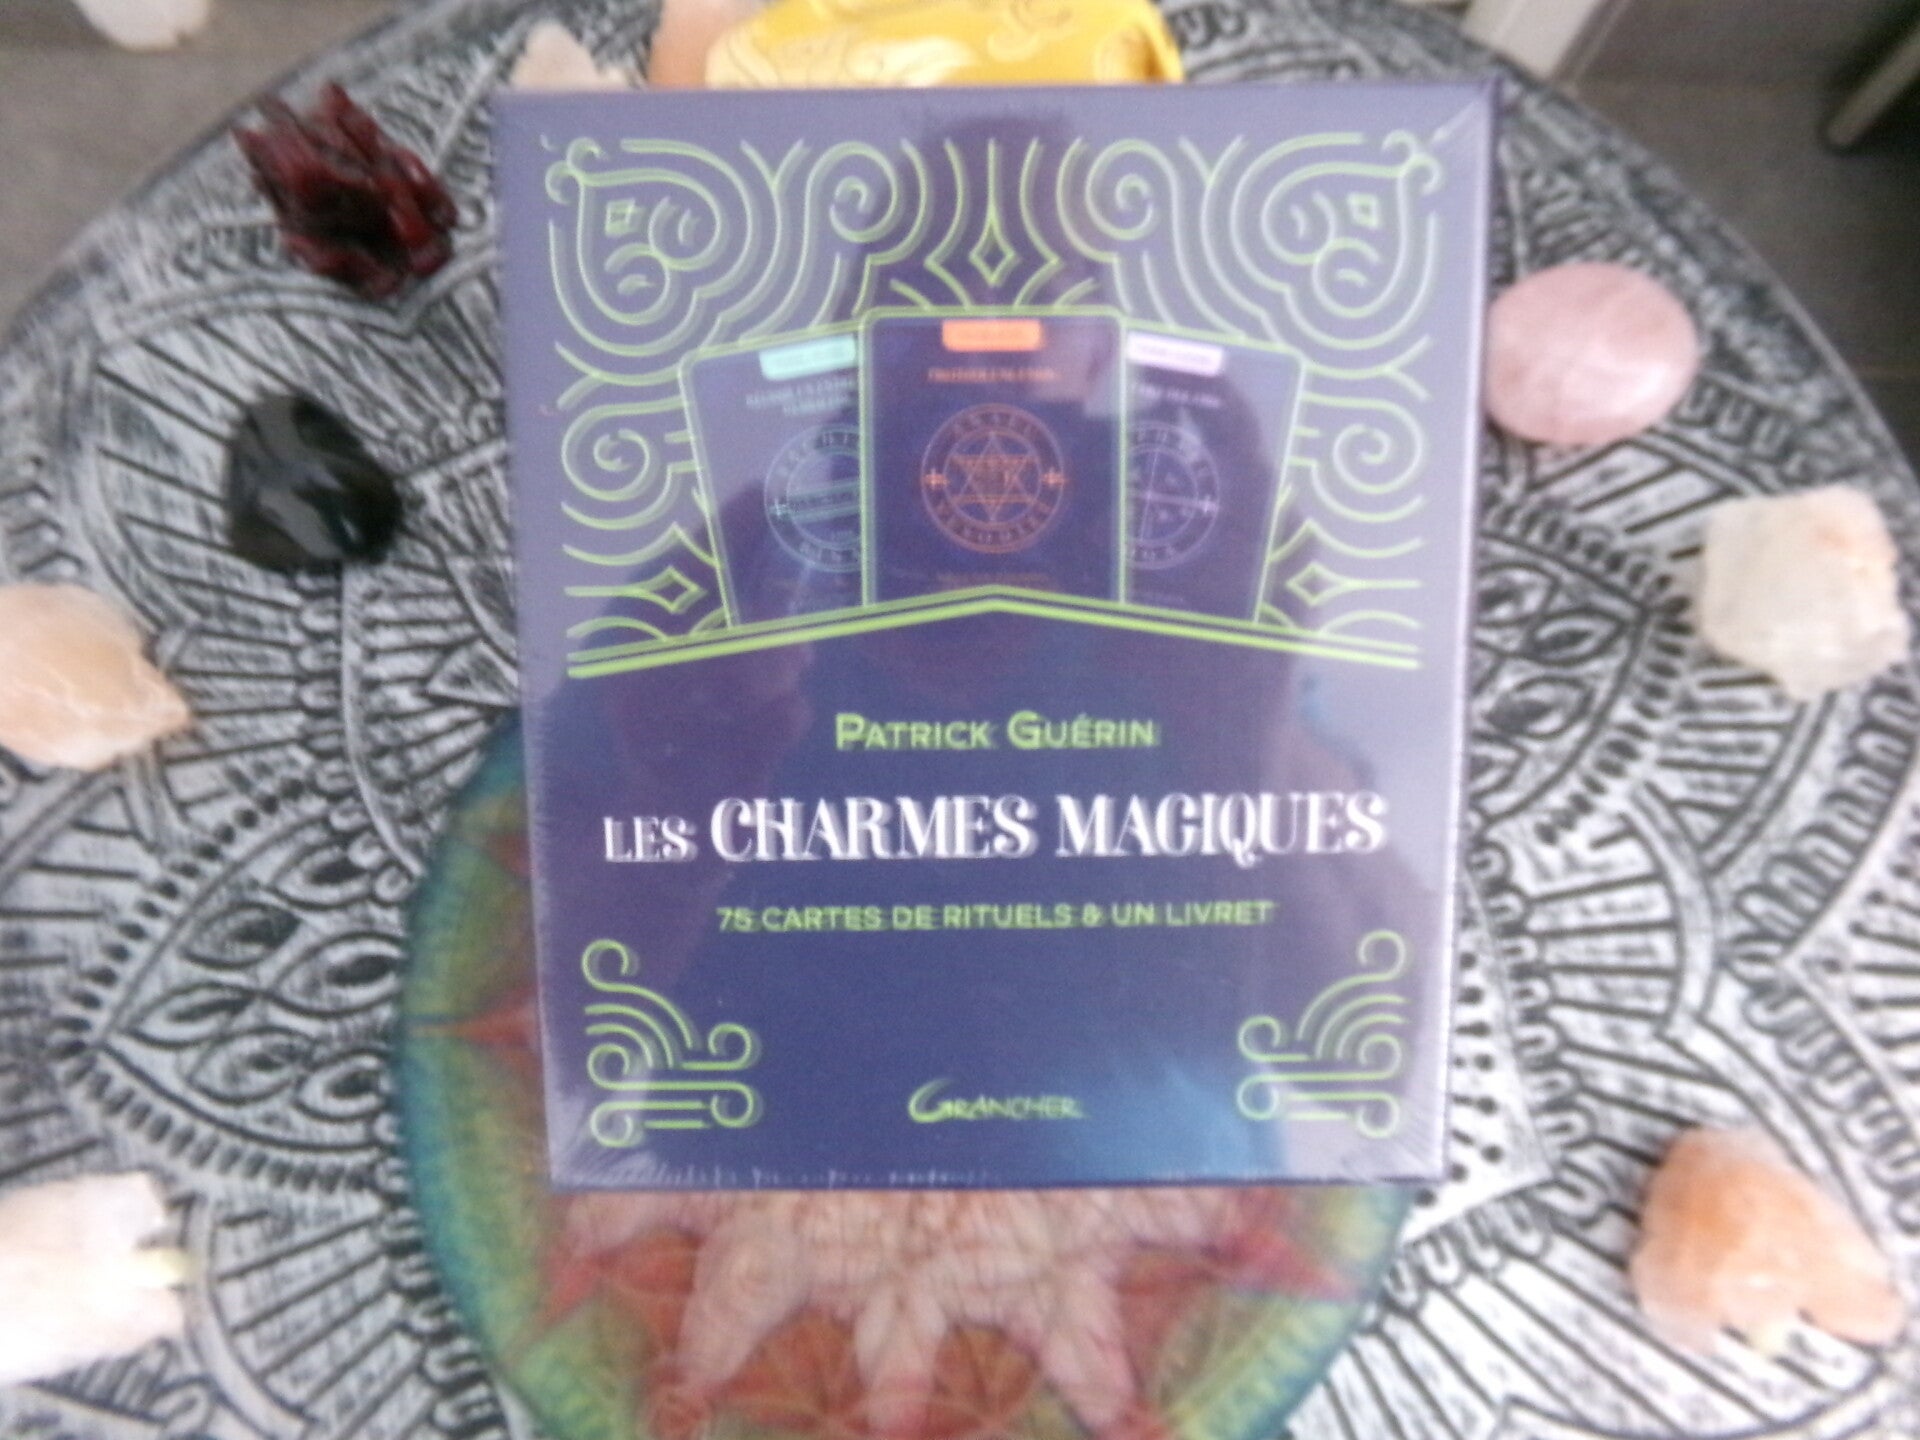 Patrick Guérin
LES CHARMES MAGIQUES
75 CARTES DE RITUELS & UN LIVRET
GRANCHER